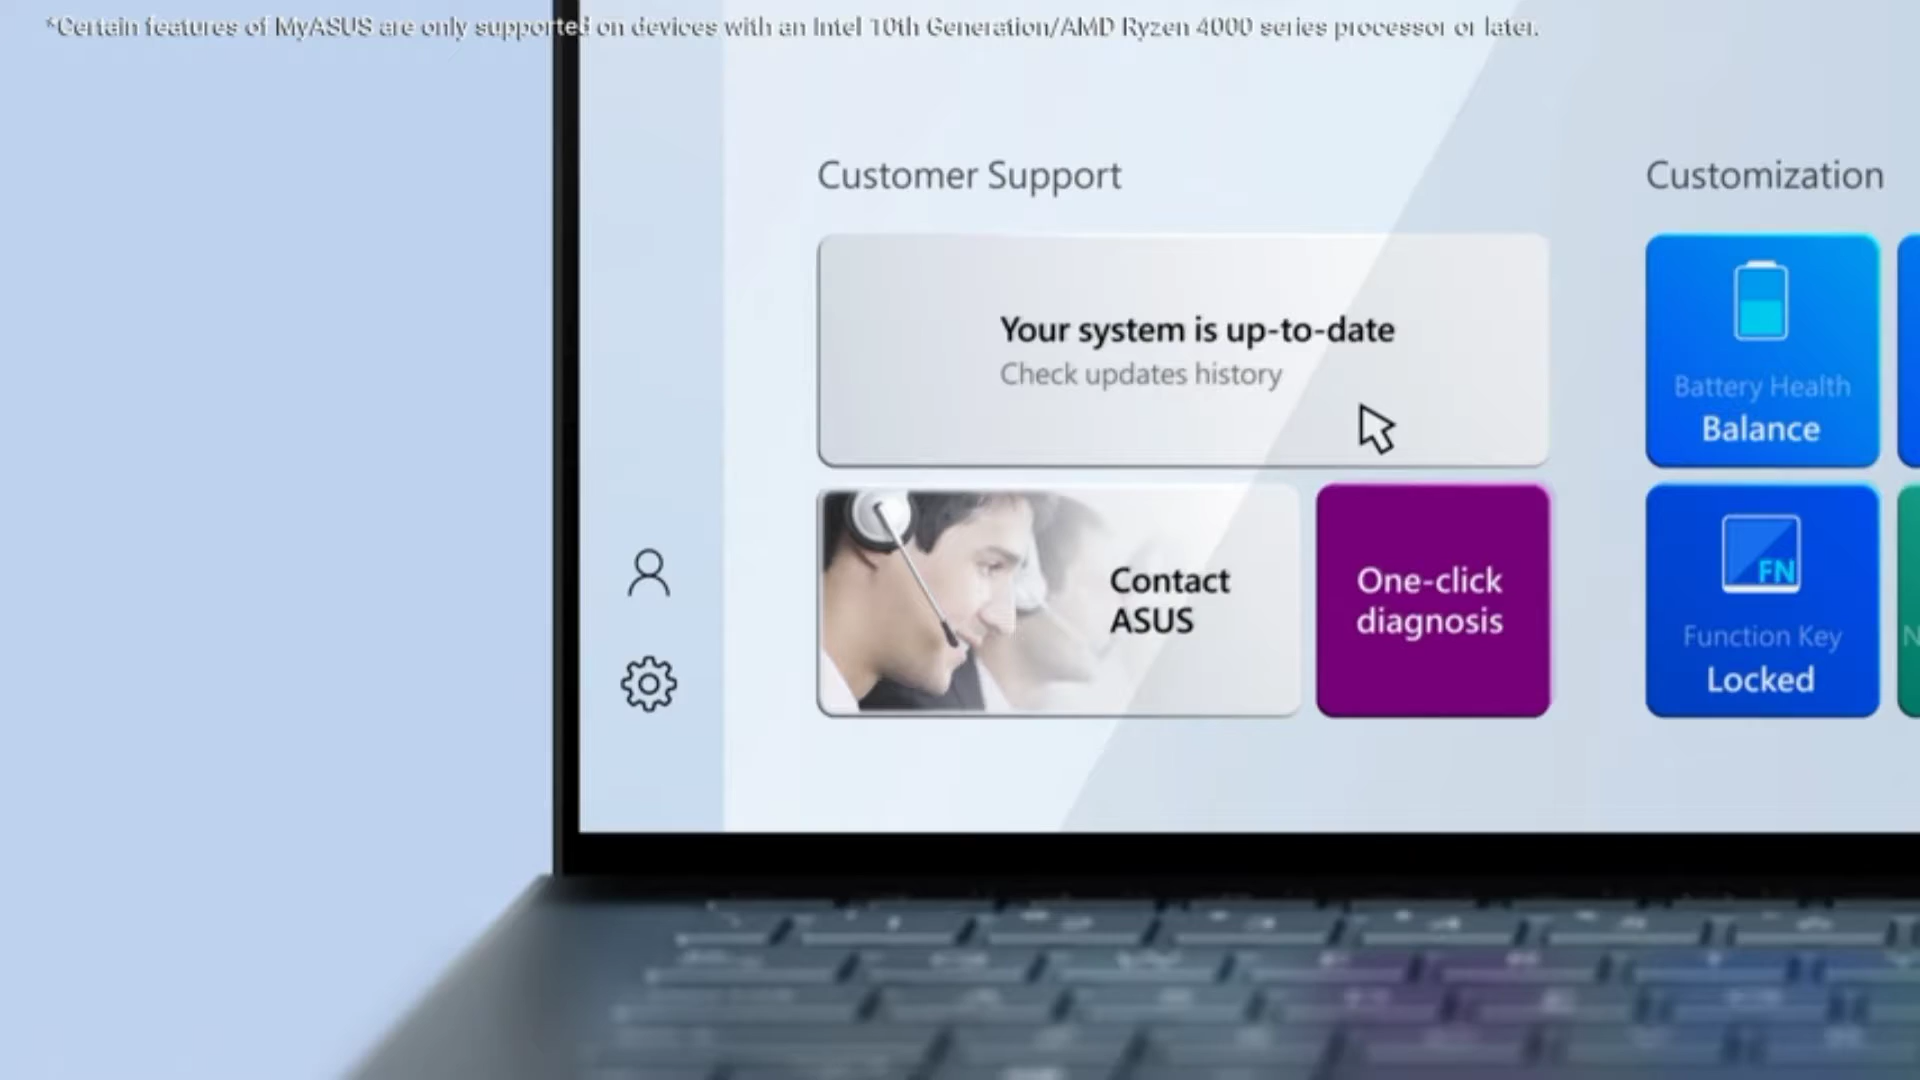 *Certain features of MyASUS are only supported on devices with an Intel 10th Generation/AMD Ryzen 4000 series processor or later.
Customer Support
Customization
Your system is up-to-date
Check updates history
Battery Health
Balance
Contact
ASUS
One-click
diagnosis
FN
Function Key
Locked
N